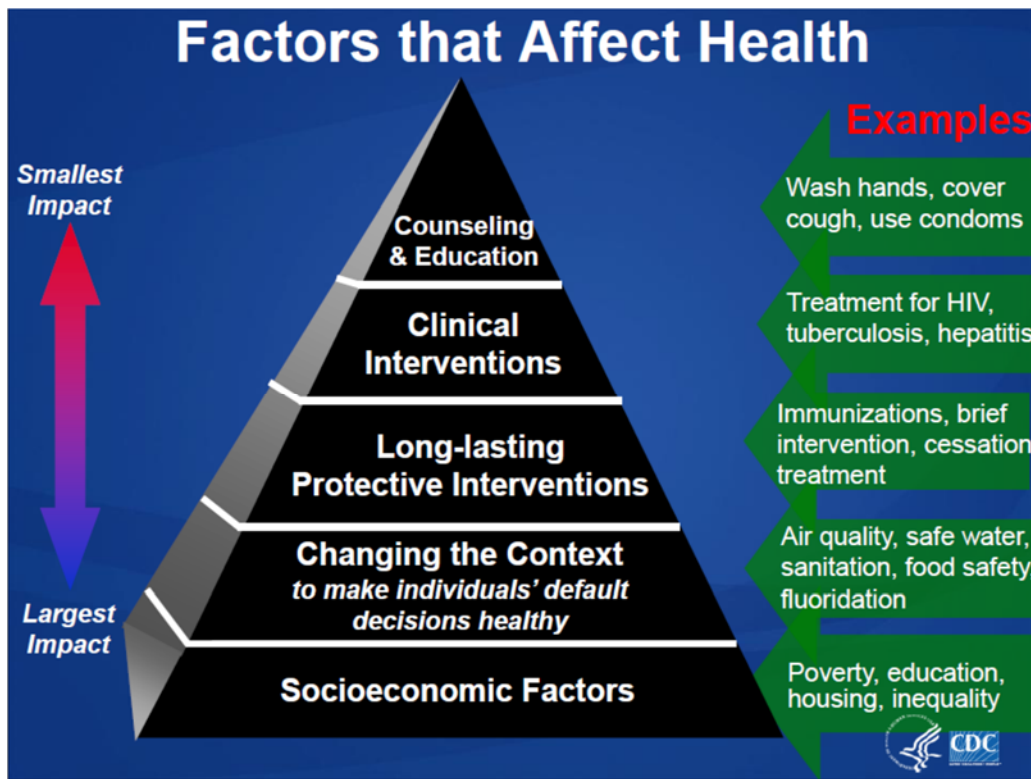 Factors that Affect Health
Examples
Smallest
Impact
Largest
Impact
Counseling
& Education
Wash hands, cover
cough, use condoms
Clinical
Interventions
Treatment for HIV,
tuberculosis, hepatitis
Long-lasting
Protective Interventions
Immunizations, brief
intervention, cessation
treatment
Changing the Context
to make individuals’ default
decisions healthy
Air quality, safe water,
sanitation, food safety,
fluoridation
Socioeconomic Factors
Poverty, education,
housing, inequality
CDC